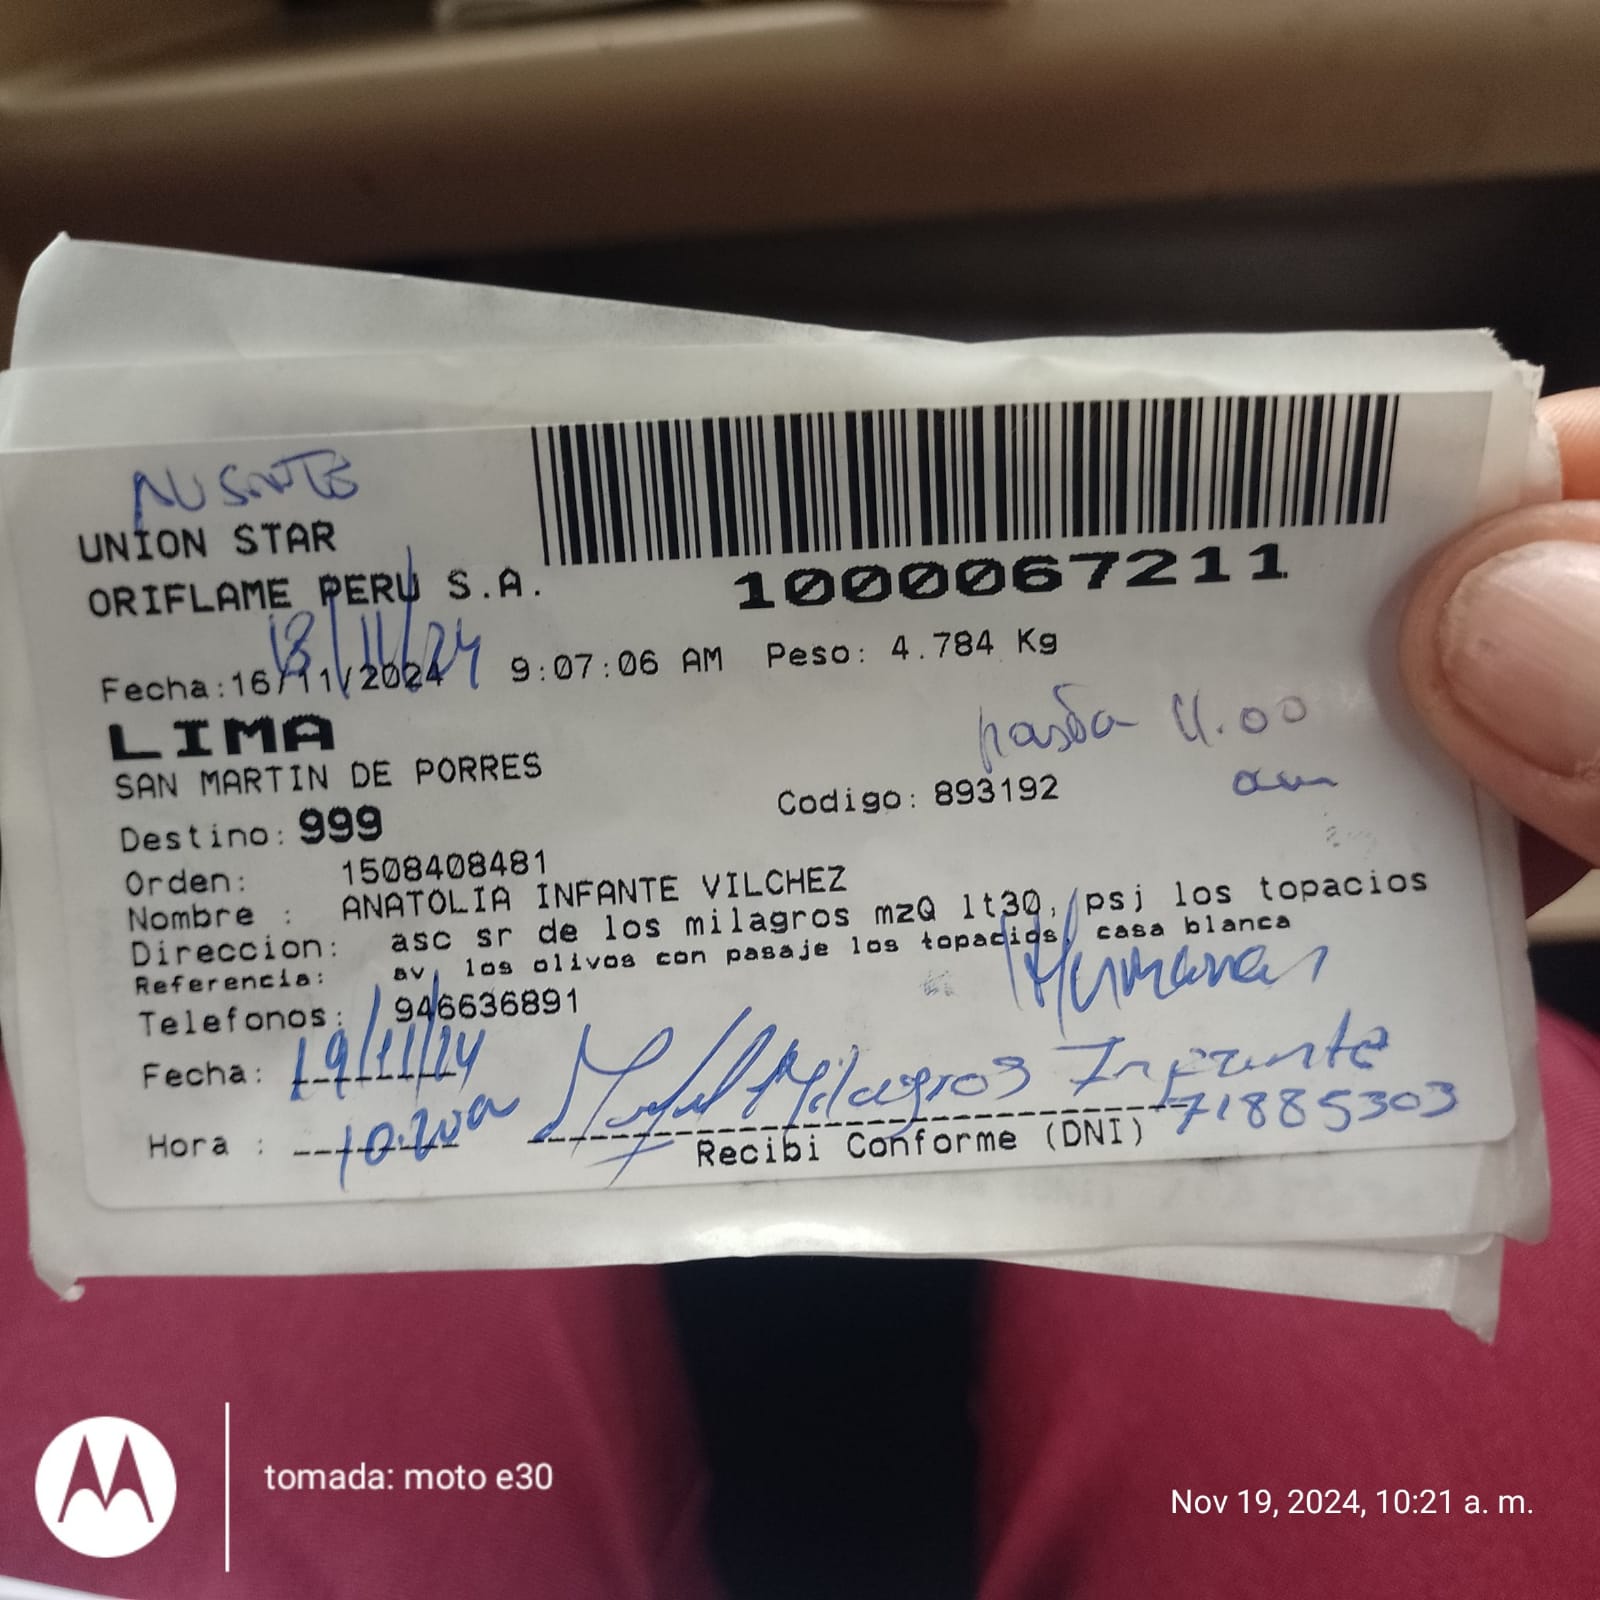 AUSENTE
UNION STAR
ORIFLAME PERU S.A.
1000067211
18/11/24
Fecha:16/11/2024 9:07:06 AM Peso: 4.784 Kg
LIMA
hasta 11.00
am
SAN MARTIN DE PORRES
Codigo: 893192
Destino: 999
Orden: 1508408481
Nombre : ANATOLIA INFANTE VILCHEZ
Direccion: asc sr de los milagros mzQ lt30, psj los topacios
Referencia: av, los olivos con pasaje los topacios, casa blanca
Hermana
Telefonos: 946636891
Fecha: 19/11/24
Milagros Infante
71885303
Hora : 10:20 a
Recibi Conforme (DNI)
tomada: moto e30
Nov 19, 2024, 10:21 a. m.